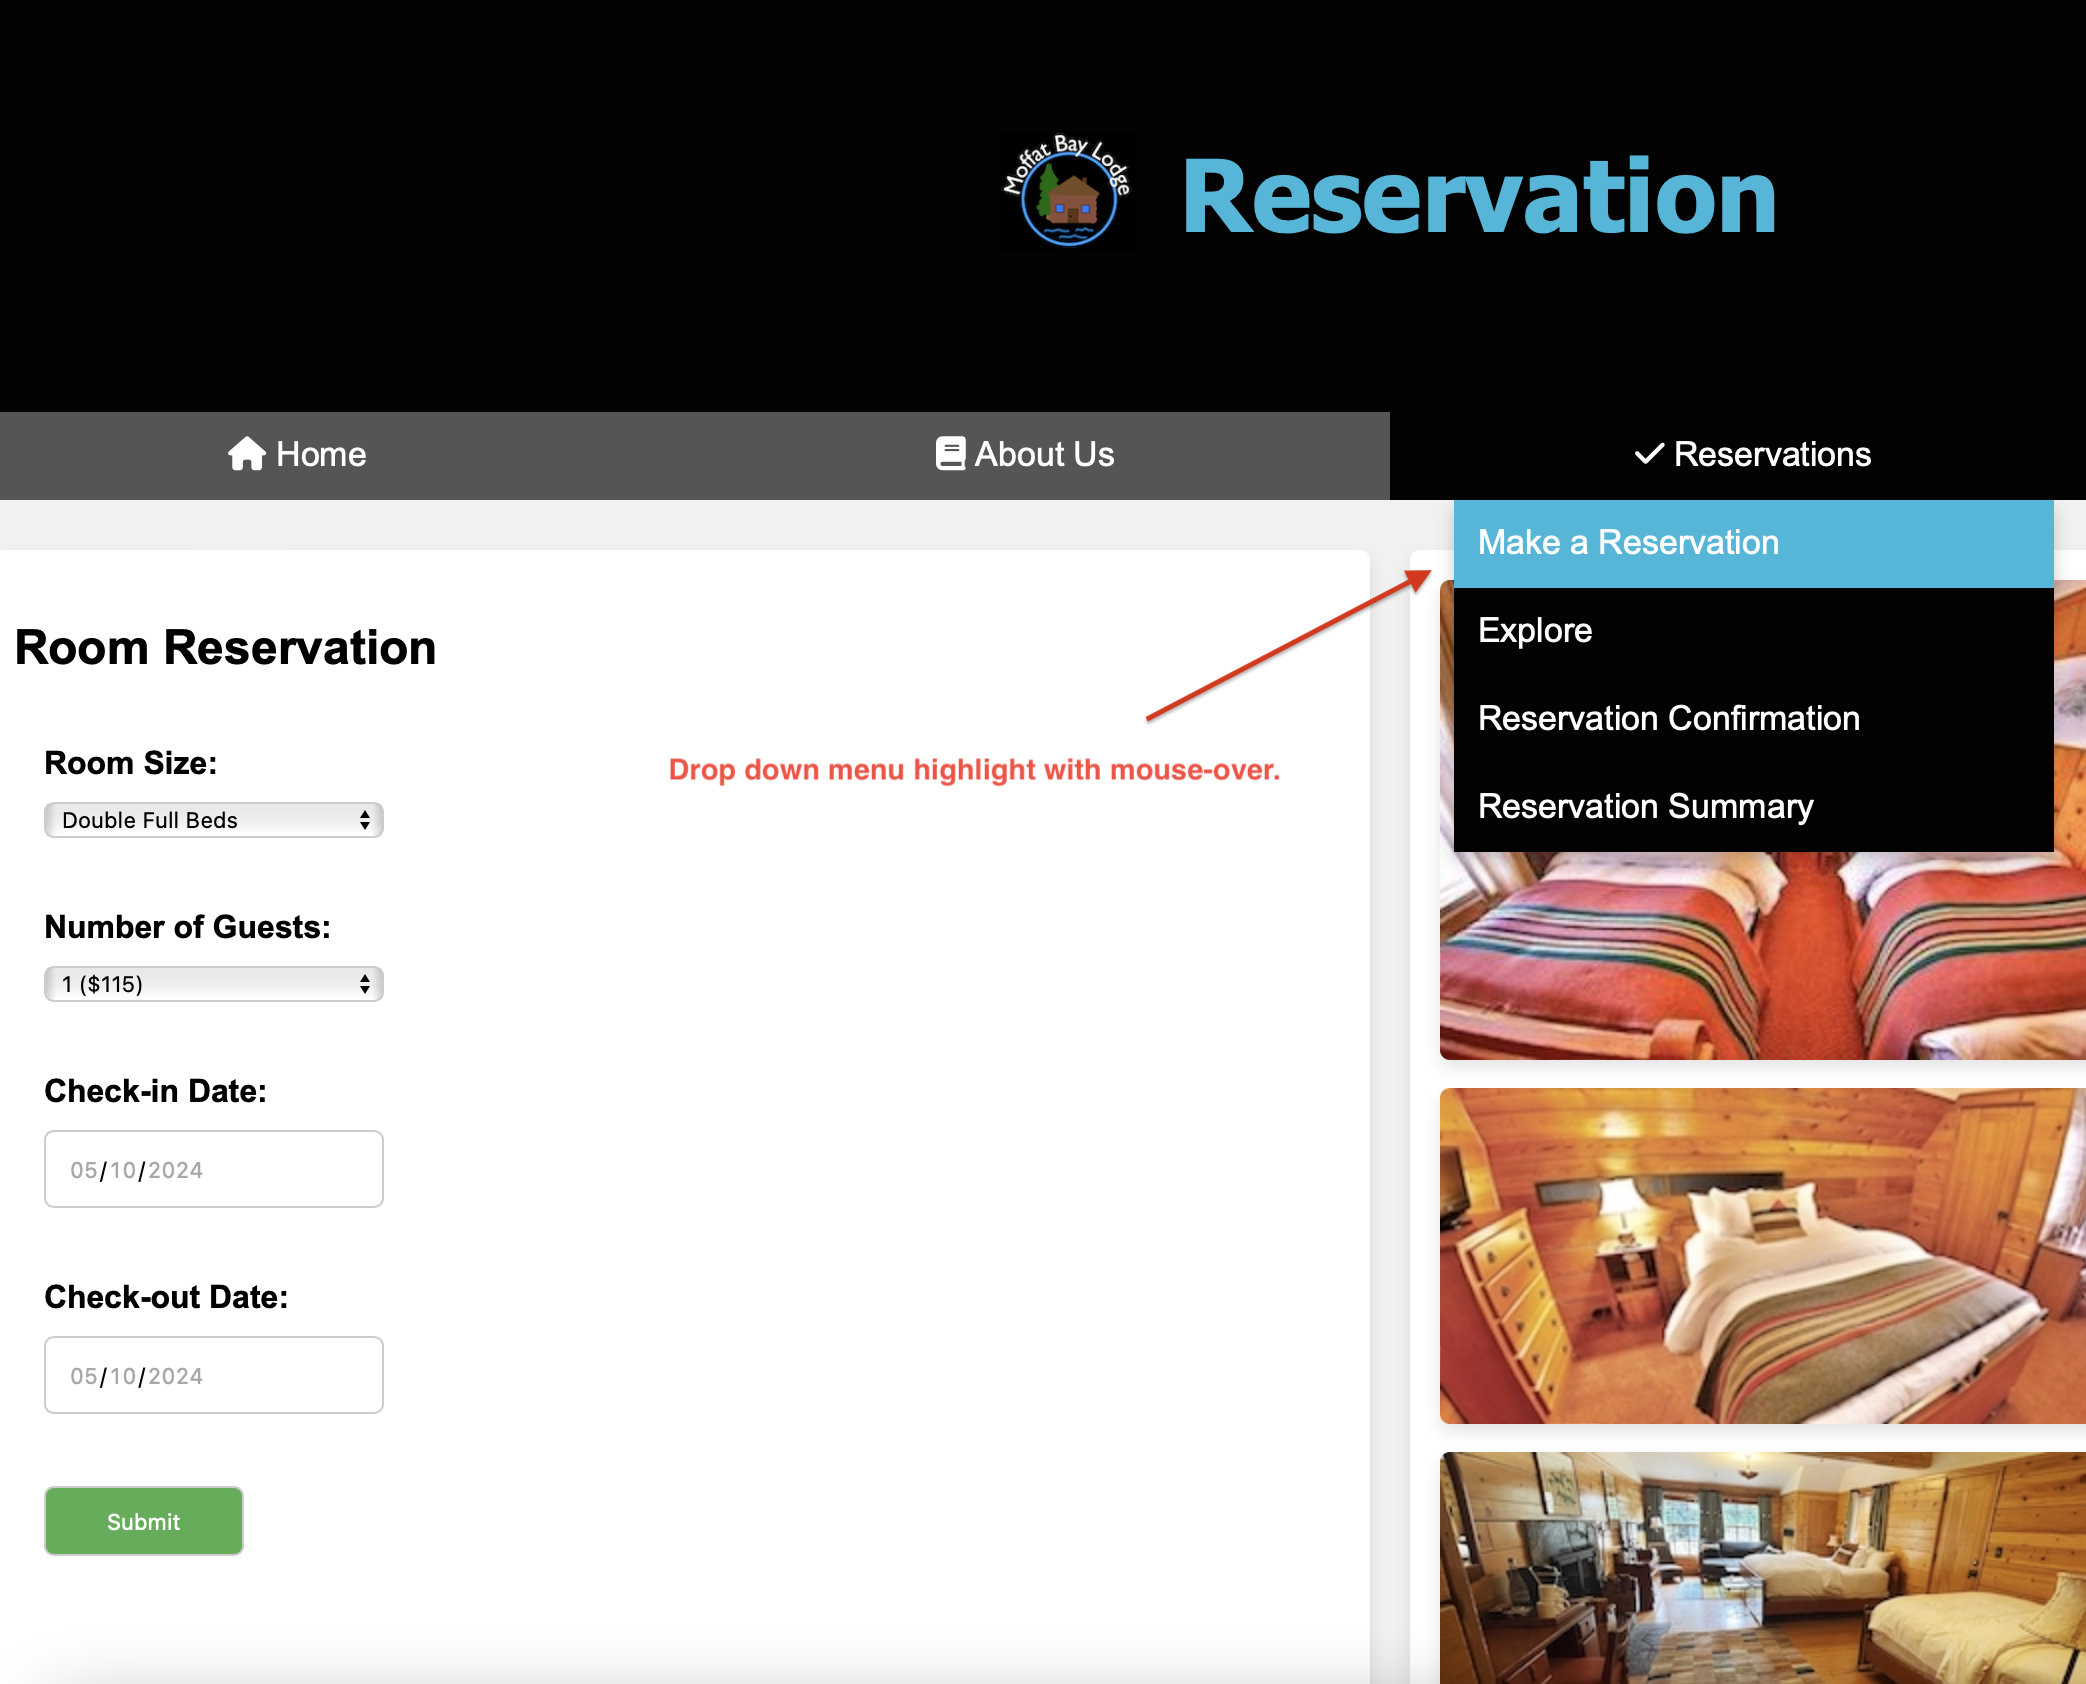 Moffat Bay Lodge
Reservation
Home
About Us
Reservations
Make a Reservation
Explore
Reservation Confirmation
Reservation Summary
Room Reservation
Drop down menu highlight with mouse-over.
Room Size:
Double Full Beds
Number of Guests:
1 ($115)
Check-in Date:
05/10/2024
Check-out Date:
05/10/2024
Submit